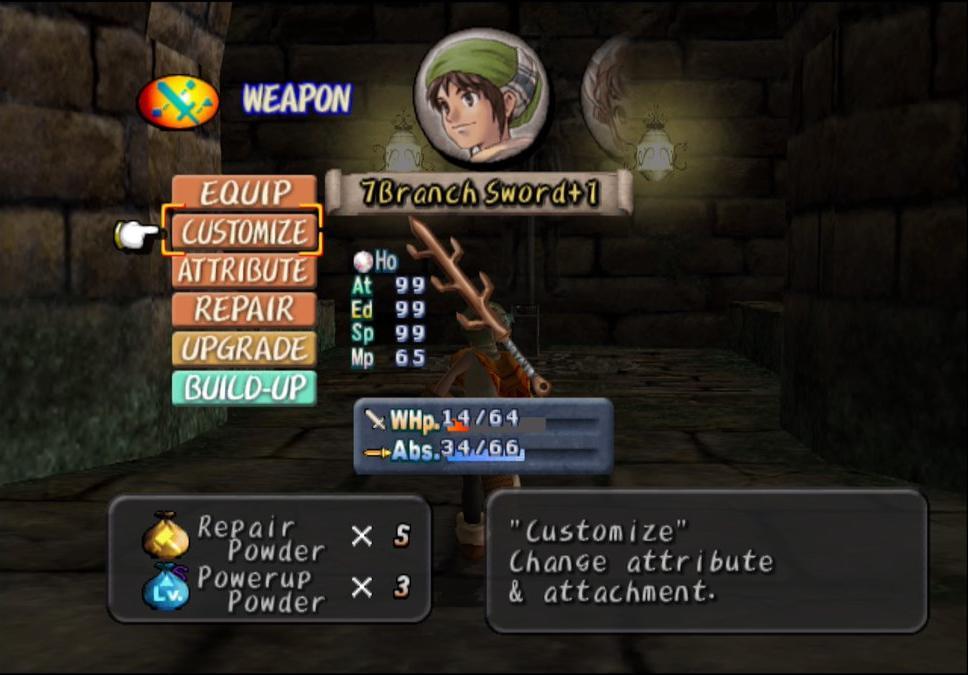 WEAPON
7Branch Sword+1
EQUIP
CUSTOMIZE
ATTRIBUTE
REPAIR
UPGRADE
BUILD-UP
Ho
At 99
Ed 99
Sp 99
Mp 65
WHp. 14/64
Abs. 34/66
Repair
Powder × 5
Powerup
Powder × 3
Lv.
"Customize"
Change attribute
& attachment.